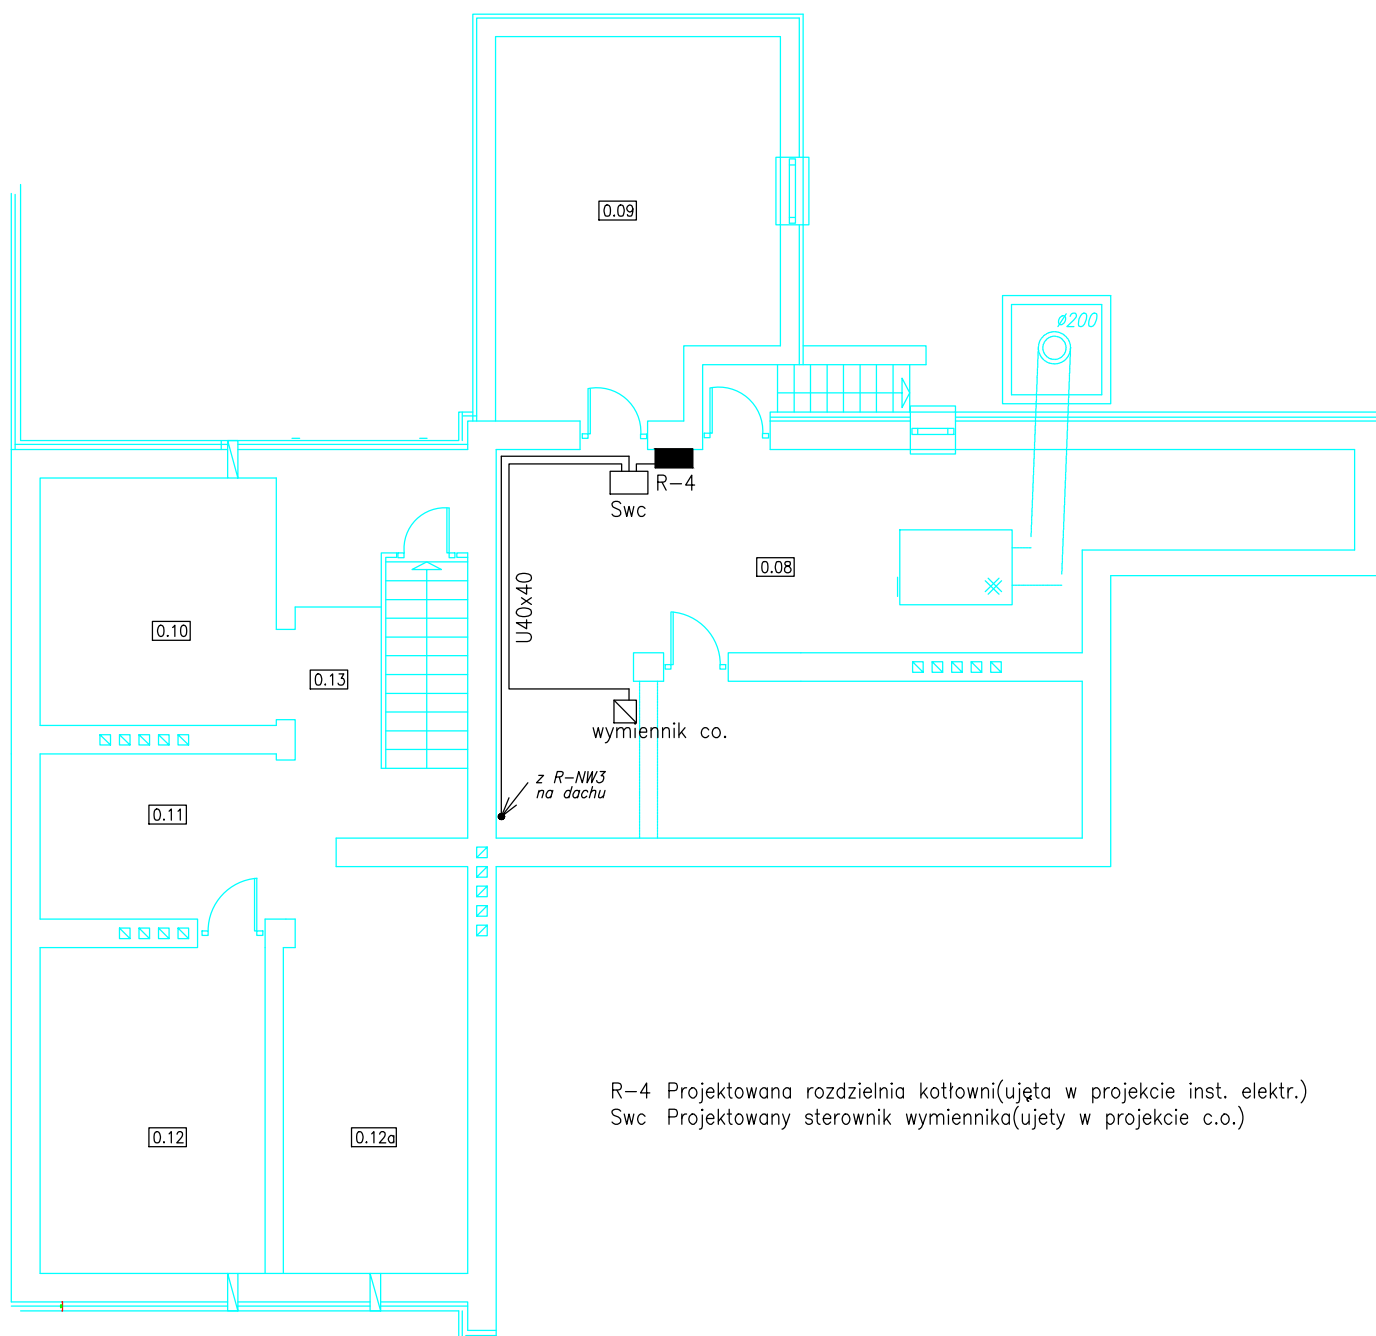 0.09
ø200
R-4
Swc
0.08
U40x40
0.10
0.13
wymiennik co.
z R-NW3
na dachu
0.11
0.12
0.12a
R-4 Projektowana rozdzielnia kotłowni(ujęta w projekcie inst. elektr.)
Swc Projektowany sterownik wymiennika(ujety w projekcie c.o.)